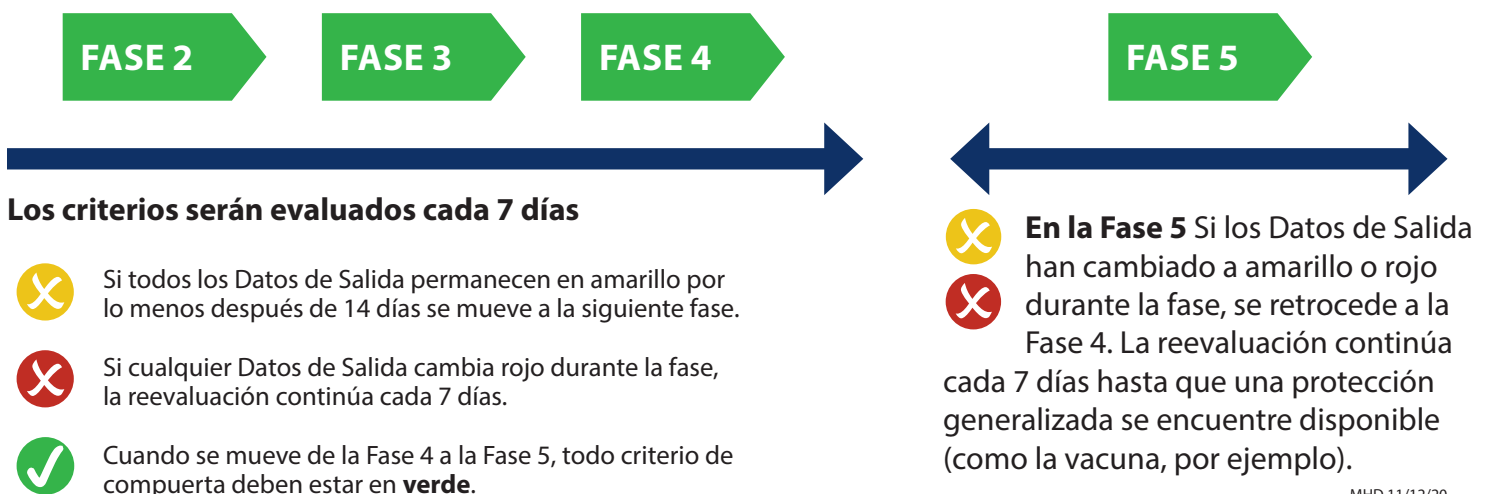 FASE 2
FASE 3
FASE 4
FASE 5
Los criterios serán evaluados cada 7 días
Si todos los Datos de Salida permanecen en amarillo por
lo menos después de 14 días se mueve a la siguiente fase.
Si cualquier Datos de Salida cambia rojo durante la fase,
la reevaluación continúa cada 7 días.
Cuando se mueve de la Fase 4 a la Fase 5, todo criterio de
compuerta deben estar en verde.
En la Fase 5 Si los Datos de Salida
han cambiado a amarillo o rojo
durante la fase, se retrocede a la
Fase 4. La reevaluación continúa
cada 7 días hasta que una protección
generalizada se encuentre disponible
(como la vacuna, por ejemplo).
MHD 11/12/20